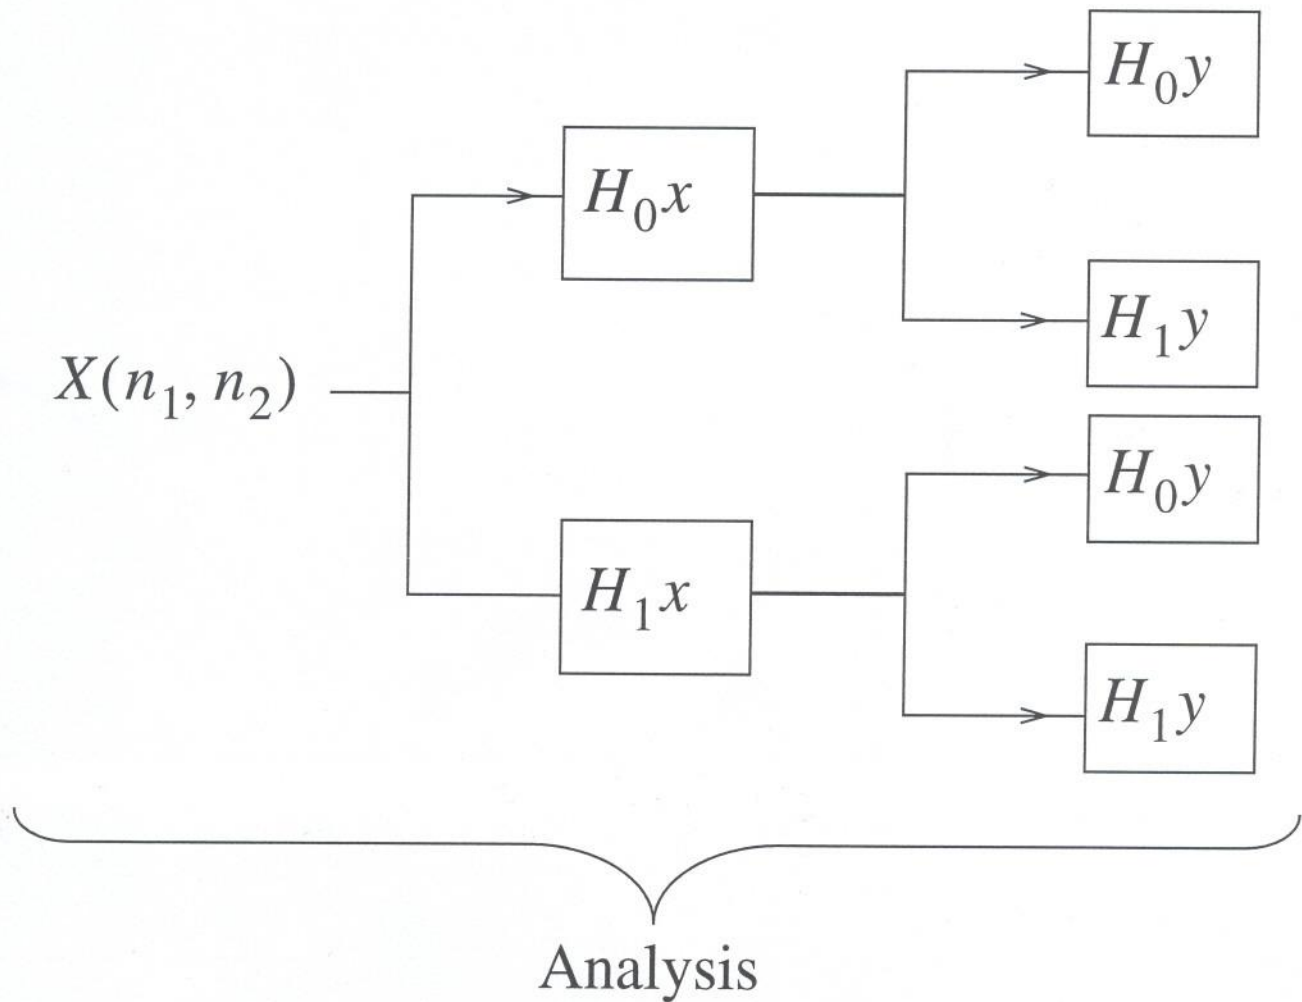 H₀y
H₀x
H₁y
X(n₁, n₂)
H₀y
H₁x
H₁y
Analysis